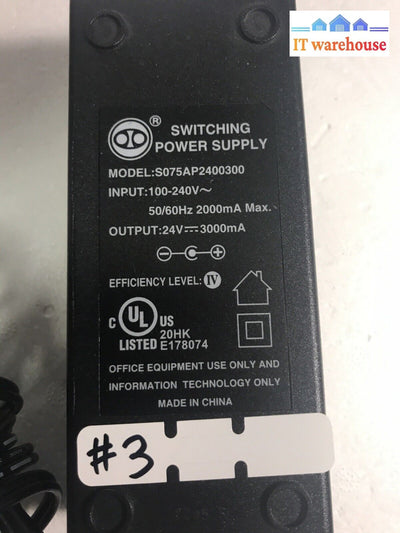 IT warehouse
®
SWITCHING
POWER SUPPLY
MODEL:S075AP2400300
INPUT:100-240V~
50/60Hz 2000mA Max.
OUTPUT:24V⎓3000mA
EFFICIENCY LEVEL: IV
C UL US
LISTED 20HK
E178074
OFFICE EQUIPMENT USE ONLY AND
INFORMATION TECHNOLOGY ONLY
MADE IN CHINA
#3